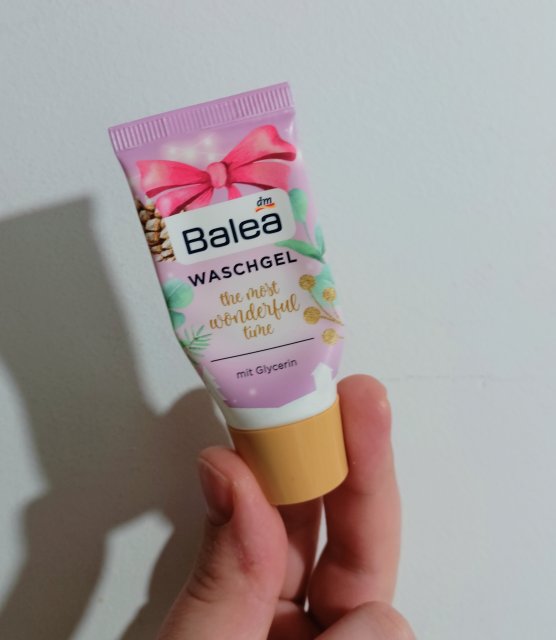 dm
Balea
WASCHGEL
the most
wonderful
time
mit Glycerin